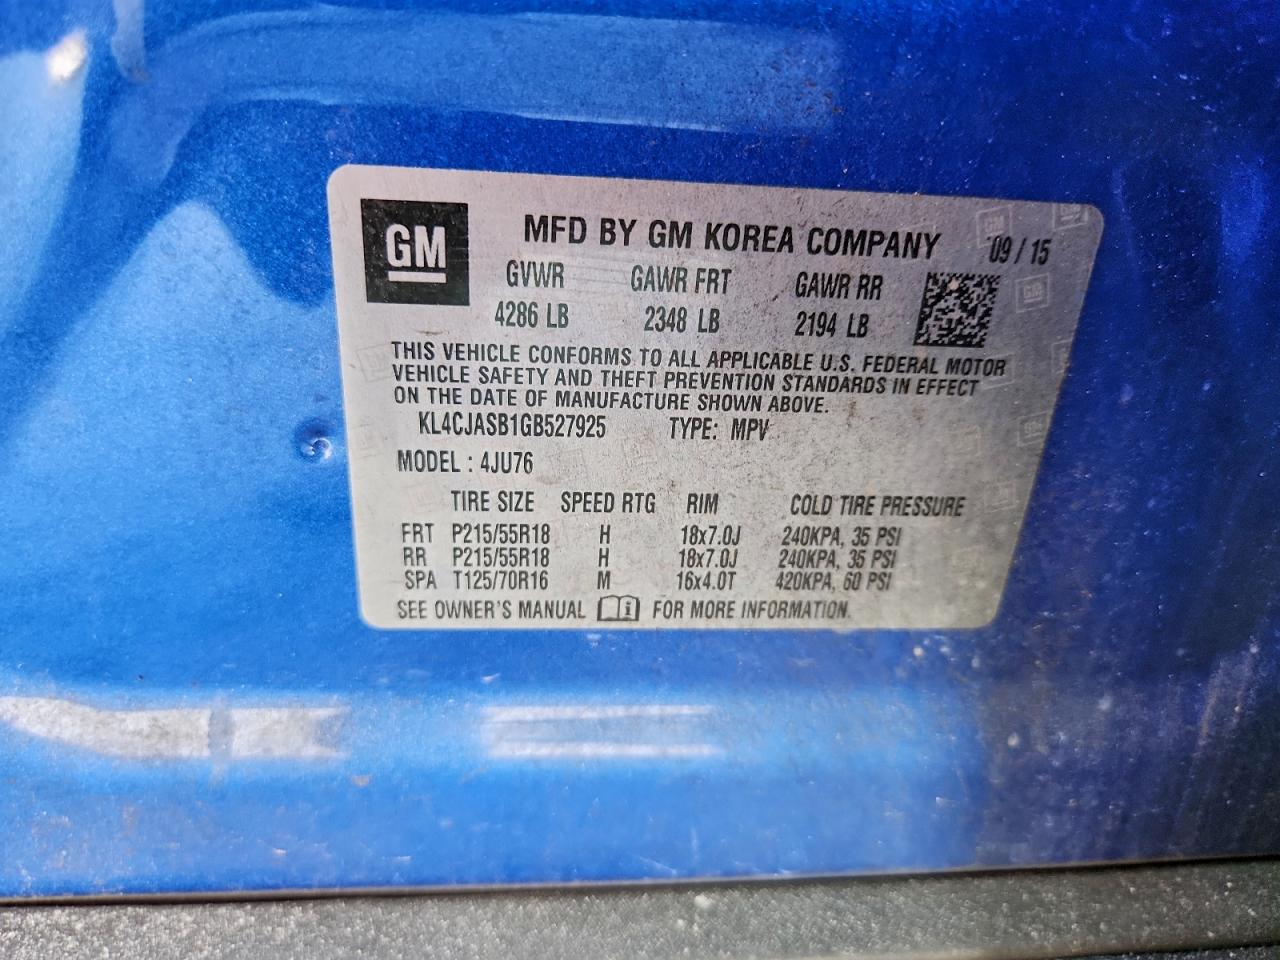 GM
MFD BY GM KOREA COMPANY 09 / 15
GVWR GAWR FRT GAWR RR
4286 LB 2348 LB 2194 LB
THIS VEHICLE CONFORMS TO ALL APPLICABLE U.S. FEDERAL MOTOR
VEHICLE SAFETY AND THEFT PREVENTION STANDARDS IN EFFECT
ON THE DATE OF MANUFACTURE SHOWN ABOVE.
KL4CJASB1GB527925 TYPE: MPV
MODEL : 4JU76
TIRE SIZE SPEED RTG RIM COLD TIRE PRESSURE
FRT P215/55R18 H 18x7.0J 240KPA, 35 PSI
RR P215/55R18 H 18x7.0J 240KPA, 35 PSI
SPA T125/70R16 M 16x4.0T 420KPA, 60 PSI
SEE OWNER'S MANUAL FOR MORE INFORMATION.